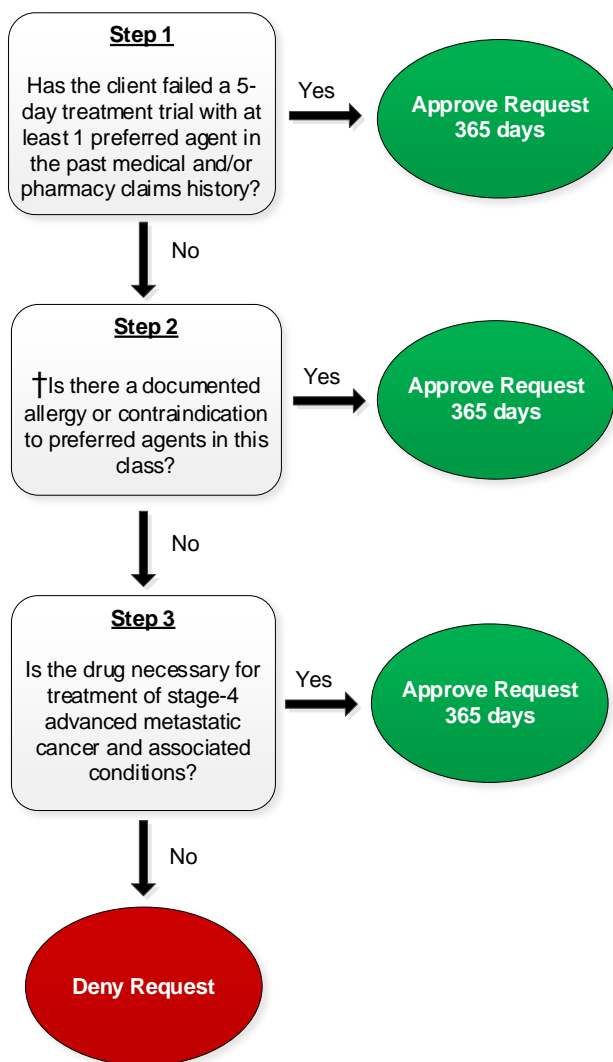 Step 1
Has the client failed a 5-
day treatment trial with at
least 1 preferred agent in
the past medical and/or
pharmacy claims history?
Yes
Approve Request
365 days
No
Step 2
†Is there a documented
allergy or contraindication
to preferred agents in this
class?
Yes
Approve Request
365 days
No
Step 3
Is the drug necessary for
treatment of stage-4
advanced metastatic
cancer and associated
conditions?
Yes
Approve Request
365 days
No
Deny Request